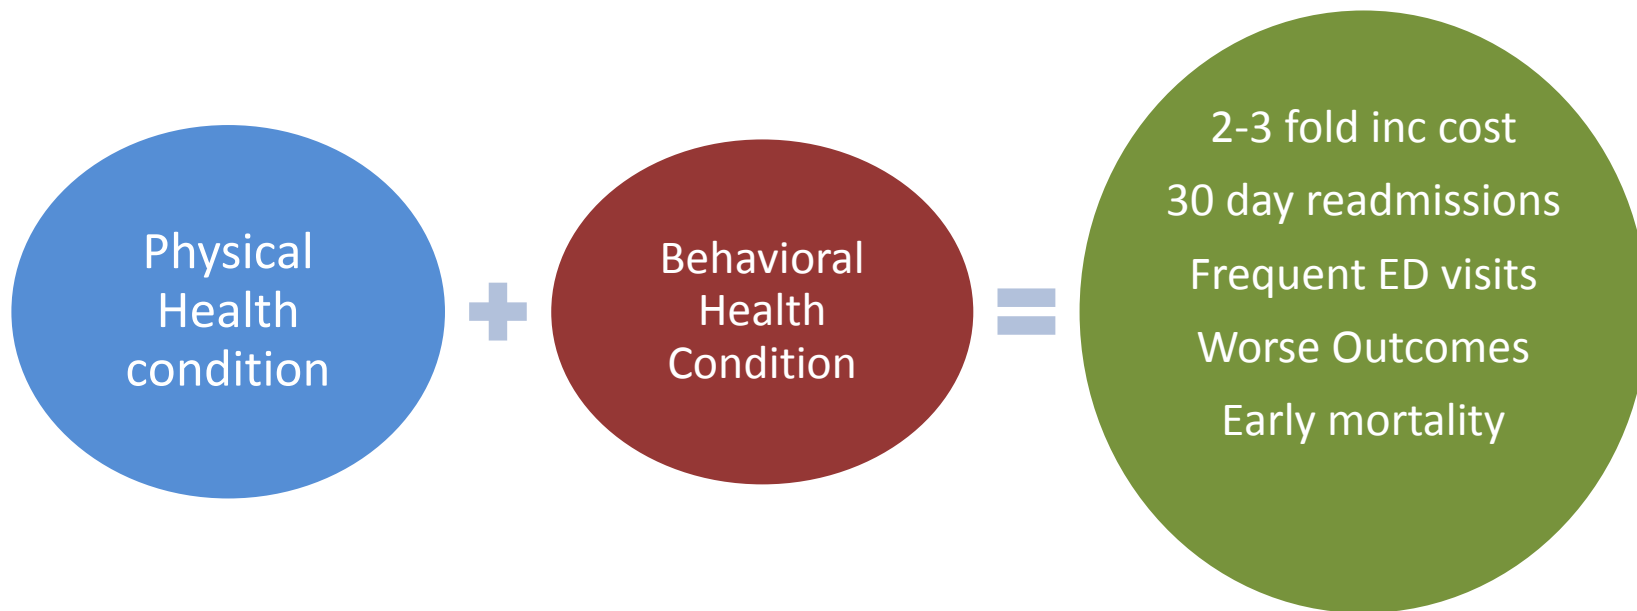 Physical
Health
condition
Behavioral
Health
Condition
2-3 fold inc cost
30 day readmissions
Frequent ED visits
Worse Outcomes
Early mortality